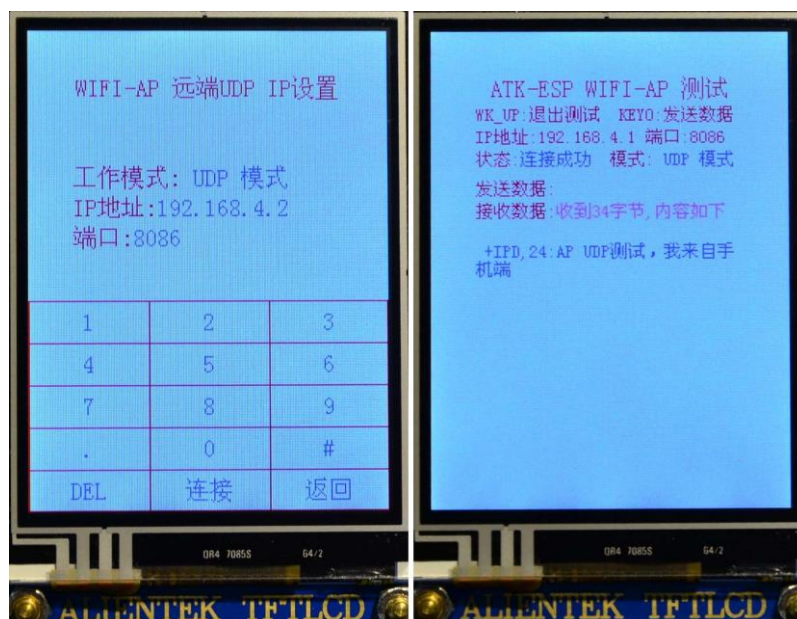 WIFI-AP 远端UDP IP设置
工作模式: UDP 模式
IP地址:192.168.4.2
端口:8086
1 2 3
4 5 6
7 8 9
. 0 #
DEL 连接 返回
QR4 7085S 64/2
ALIENTEK TFTLCD
ATK-ESP WIFI-AP 测试
WK_UP:退出测试 KEY0:发送数据
IP地址:192.168.4.1 端口:8086
状态:连接成功 模式: UDP 模式
发送数据:
接收数据:收到34字节,内容如下
+IPD,24:AP UDP测试，我来自手
机端
QR4 7085S 64/2
ALIENTEK TFTLCD